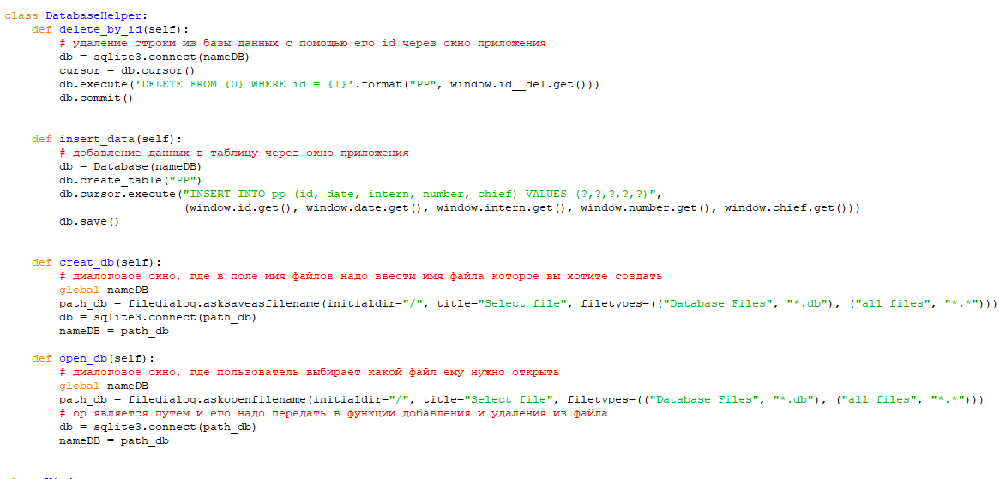 class DatabaseHelper:
    def delete_by_id(self):
        # удаление строки из базы данных с помощью его id через окно приложения
        db = sqlite3.connect(nameDB)
        cursor = db.cursor()
        db.execute('DELETE FROM {0} WHERE id = {1}'.format("PP", window.id__del.get()))
        db.commit()
    def insert_data(self):
        # добавление данных в таблицу через окно приложения
        db = Database(nameDB)
        db.create_table("PP")
        db.cursor.execute("INSERT INTO pp (id, date, intern, number, chief) VALUES (?,?,?,?,?)",
                          (window.id.get(), window.date.get(), window.intern.get(), window.number.get(), window.chief.get()))
        db.save()
    def creat_db(self):
        # диалоговое окно, где в поле имя файлов надо ввести имя файла которое вы хотите создать
        global nameDB
        path_db = filedialog.asksaveasfilename(initialdir="/", title="Select file", filetypes=(("Database Files", "*.db"), ("all files", "*.*")))
        db = sqlite3.connect(path_db)
        nameDB = path_db
    def open_db(self):
        # диалоговое окно, где пользователь выбирает какой файл ему нужно открыть
        global nameDB
        path_db = filedialog.askopenfilename(initialdir="/", title="Select file", filetypes=(("Database Files", "*.db"), ("all files", "*.*")))
        # op является путём и его надо передать в функции добавления и удаления из файла
        db = sqlite3.connect(path_db)
        nameDB = path_db